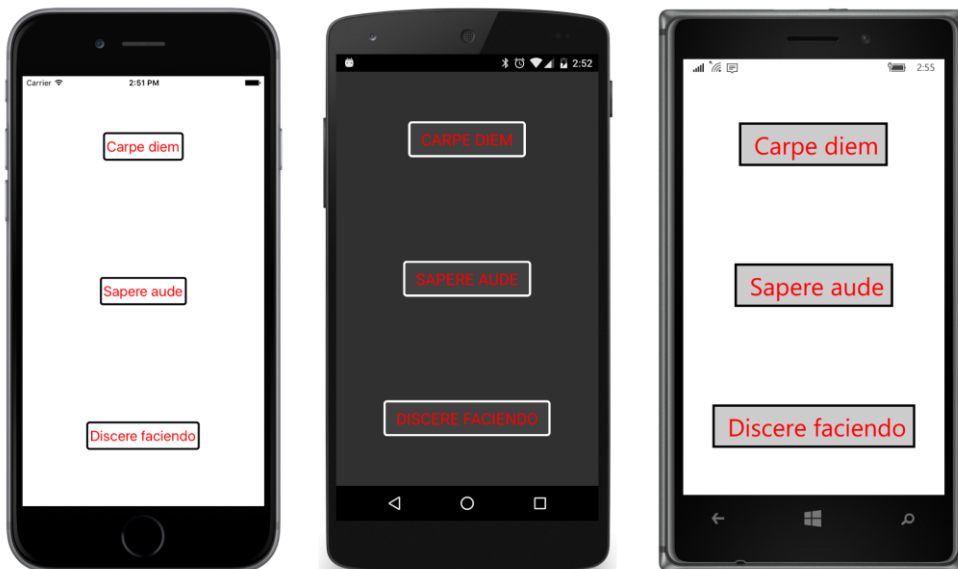 Carrier 2:51 PM
Carpe diem
Sapere aude
Discere faciendo
2:52
CARPE DIEM
SAPERE AUDE
DISCERE FACIENDO
2:55
Carpe diem
Sapere aude
Discere faciendo